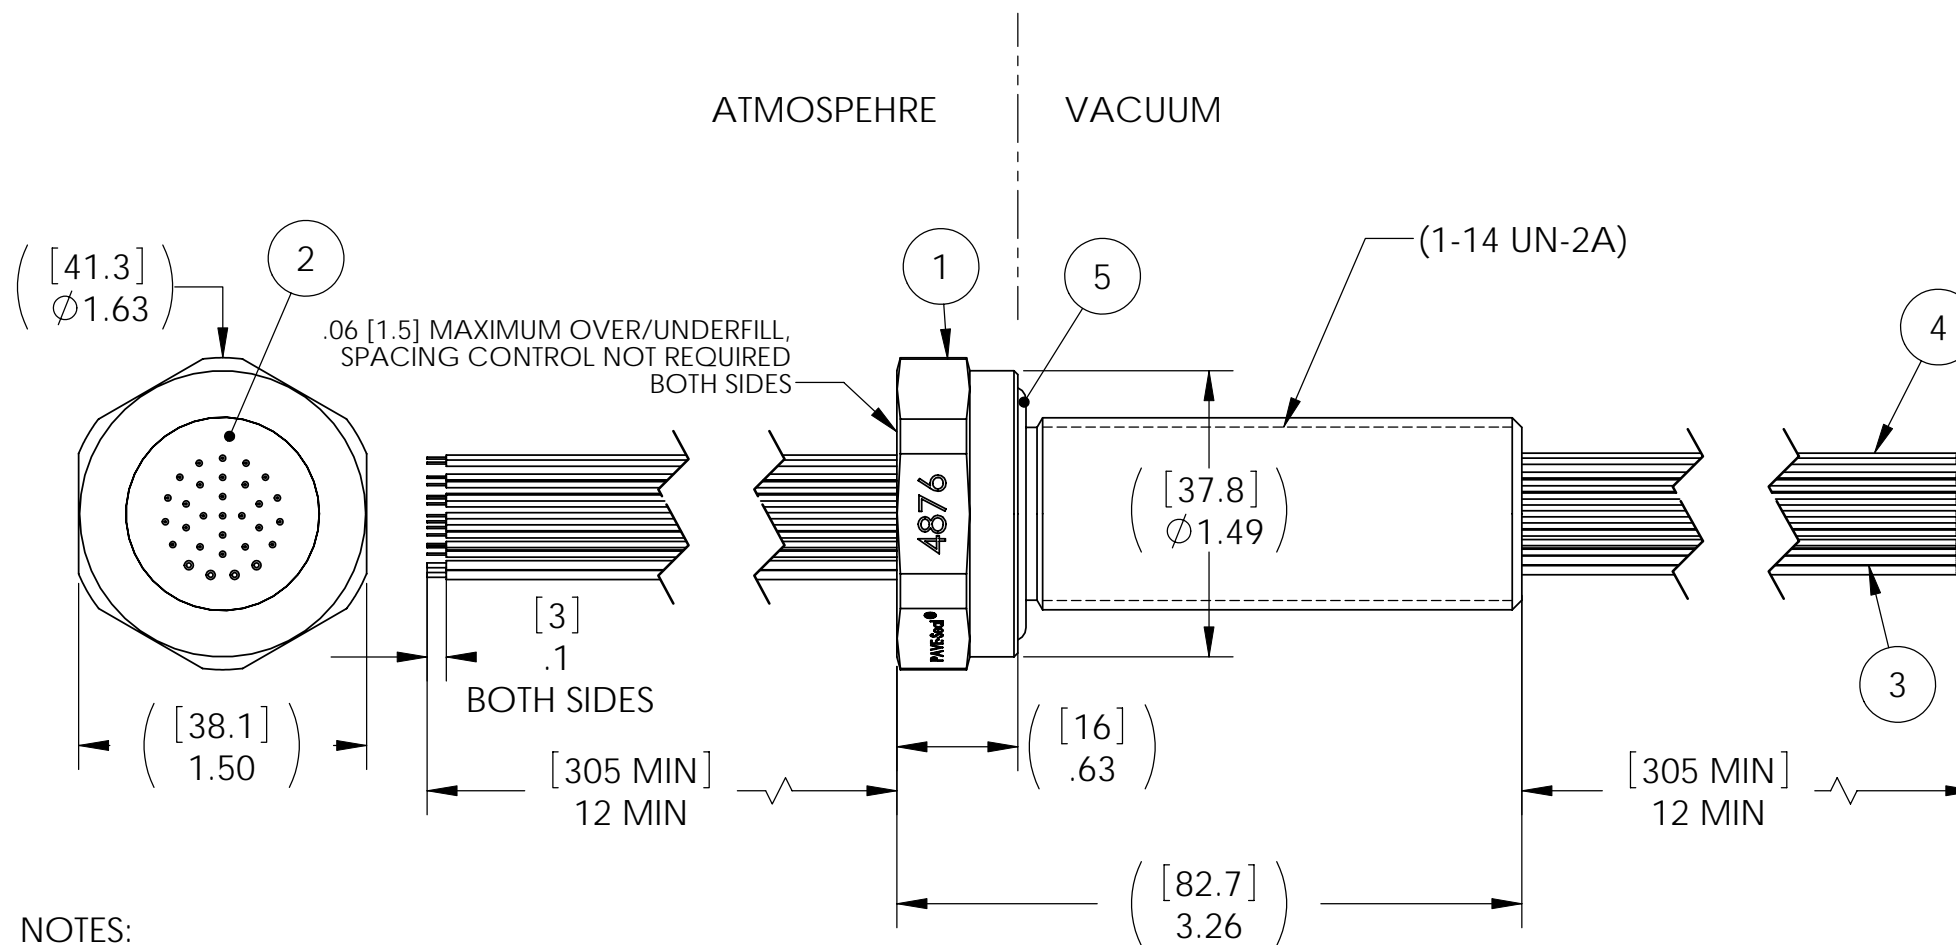 ATMOSPEHRE
VACUUM
[41.3]
∅1.63
2
1
5
(1-14 UN-2A)
4
.06 [1.5] MAXIMUM OVER/UNDERFILL,
SPACING CONTROL NOT REQUIRED
BOTH SIDES
[37.8]
∅1.49
4876
PAVE-Seal®
[3]
.1
BOTH SIDES
3
[38.1]
1.50
[305 MIN]
12 MIN
[16]
.63
[305 MIN]
12 MIN
[82.7]
3.26
NOTES: